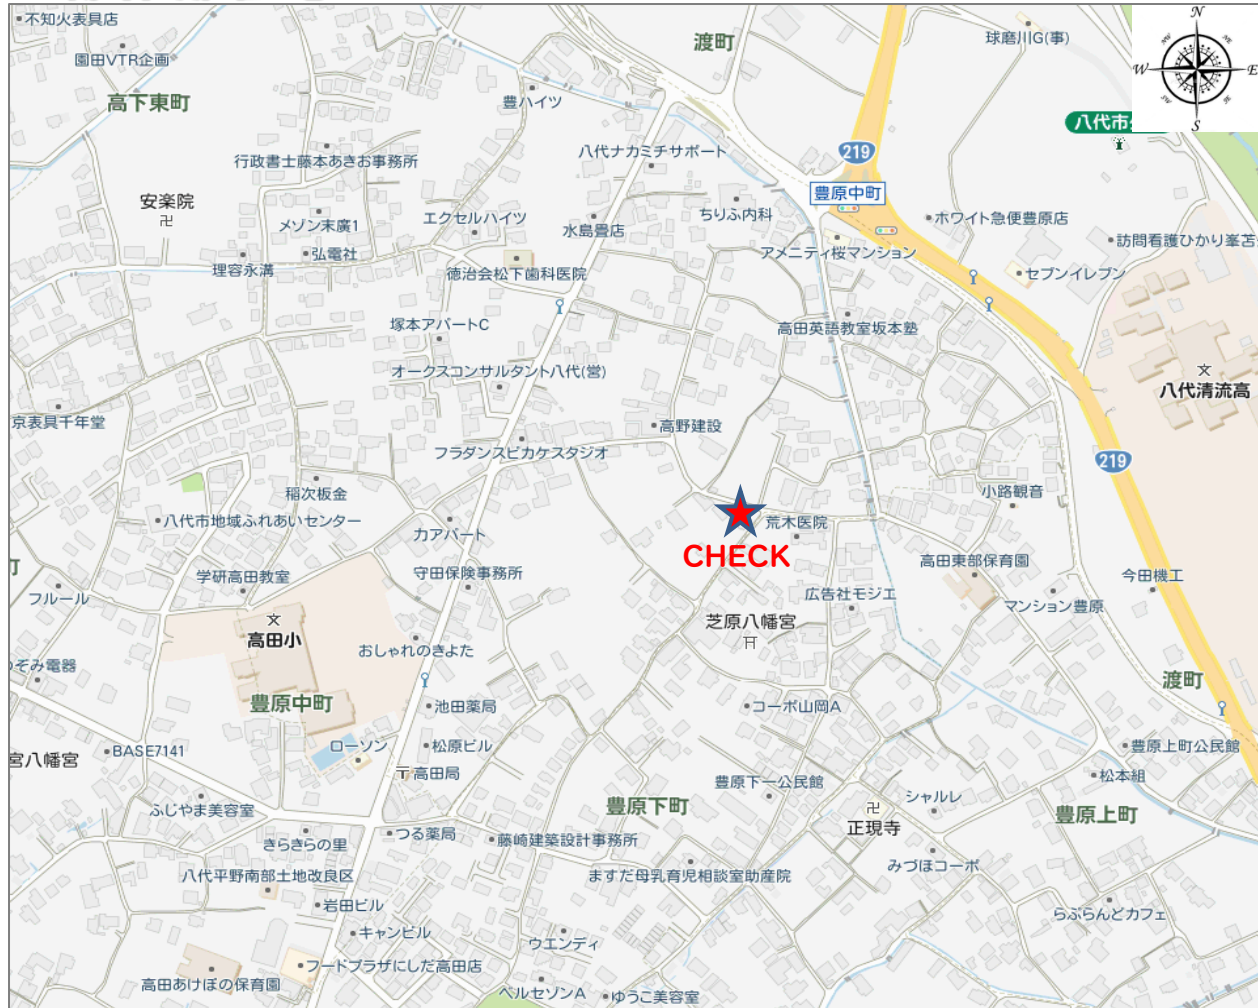 不知火表具店
園田VTR企画
高下東町
渡町
球磨川G(事)
N
NW
NE
W
E
SW
SE
S
豊ハイツ
八代市
行政書士藤本あきお事務所
八代ナカミチサポート
219
豊原中町
安楽院
メゾン末廣1
エクセルハイツ
水島畳店
ちりふ内科
ホワイト急便豊原店
弘電社
理容永溝
徳治会松下歯科医院
アメニティ桜マンション
訪問看護ひかり峯苫
セブンイレブン
塚本アパートC
高田英語教室坂本塾
オークスコンサルタント八代(営)
文
八代清流高
京表具千年堂
高野建設
フラダンスピカケスタジオ
219
稲次板金
小路観音
八代市地域ふれあいセンター
カアパート
荒木医院
CHECK
学研高田教室
守田保険事務所
高田東部保育園
今田機工
町
フルール
広告社モジエ
マンション豊原
文
高田小
芝原八幡宮
おしゃれのきよた
ぞみ電器
渡町
豊原中町
池田薬局
コーポ山岡A
BASE7141
ローソン
松原ビル
豊原上町公民館
宮八幡宮
〒高田局
豊原下一公民館
松本組
ふじやま美容室
豊原下町
シャルレ
豊原上町
正現寺
きらきらの里
つる薬局
藤崎建築設計事務所
みづほコーポ
八代平野南部土地改良区
ますだ母乳育児相談室助産院
岩田ビル
らぷらんどカフェ
キャンビル
ウエンディ
フードプラザにしだ高田店
高田あけぼの保育園
ベルセゾンA
ゆうこ美容室